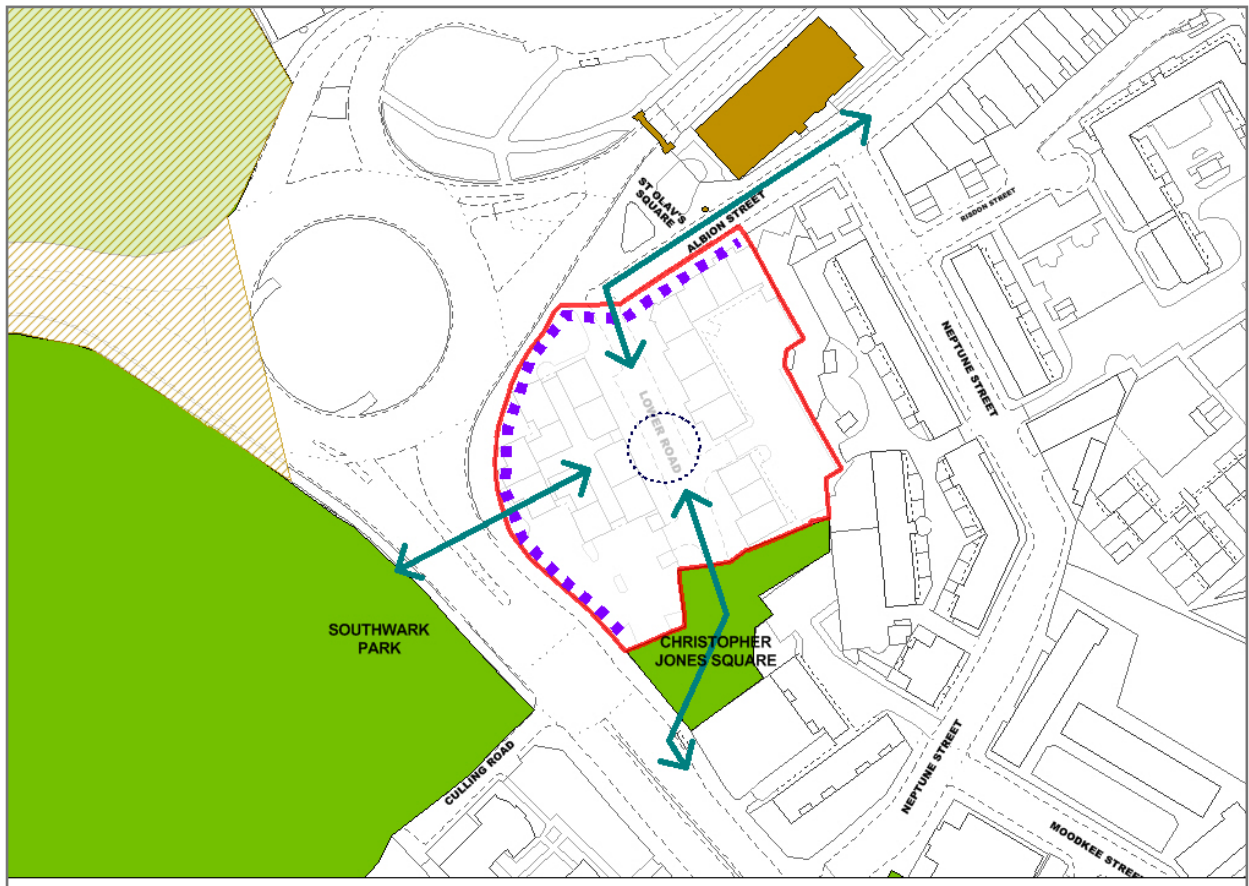 ST OLAV'S
SQUARE
ALBION STREET
RISDON STREET
NEPTUNE STREET
LOWER ROAD
SOUTHWARK
PARK
CHRISTOPHER
JONES SQUARE
CULLING ROAD
NEPTUNE STREET
MOODKEE STREET